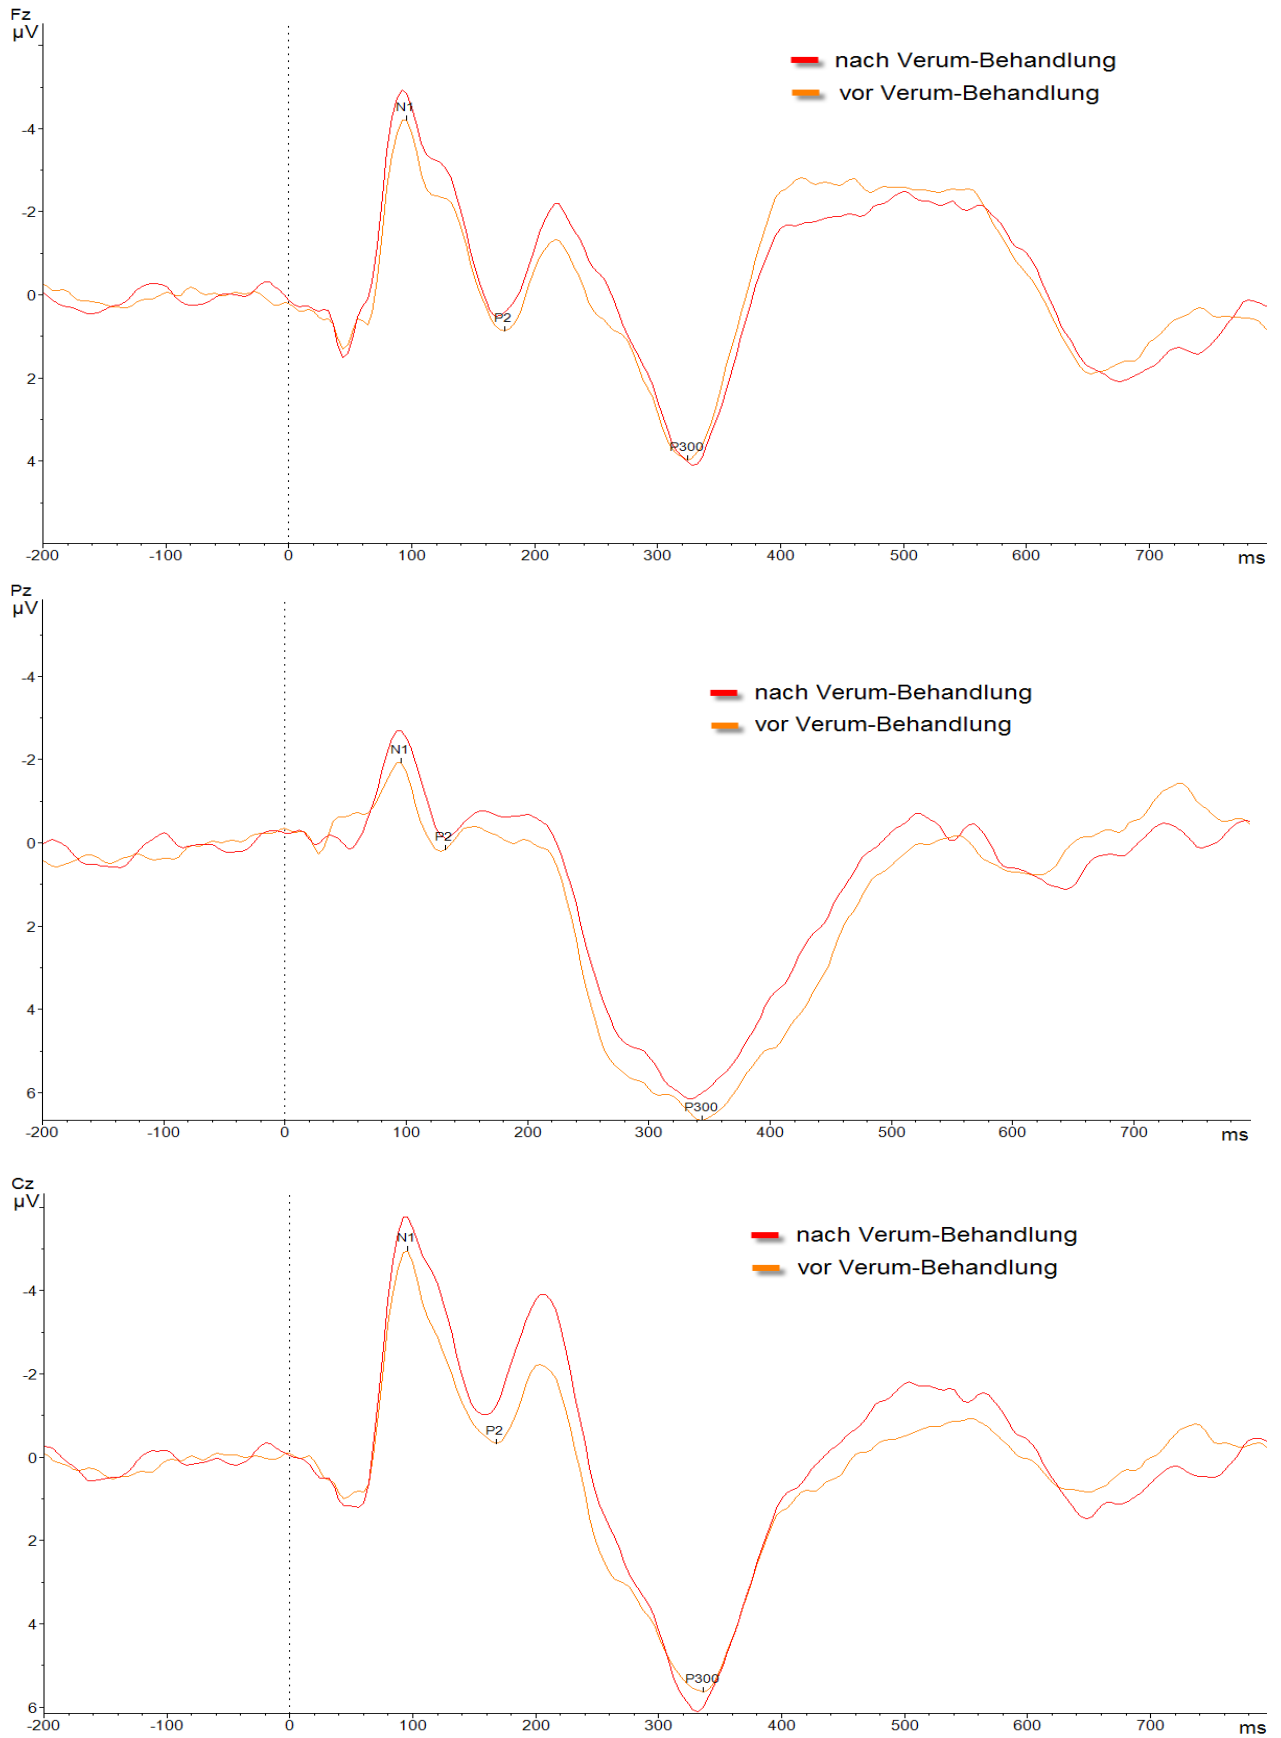 Fz
µV
nach Verum-Behandlung
vor Verum-Behandlung
N1
-4
-2
0
P2
2
P300
4
-200 -100 0 100 200 300 400 500 600 700 ms
Pz
µV
-4
nach Verum-Behandlung
vor Verum-Behandlung
N1
-2
P2
0
2
4
6
P300
-200 -100 0 100 200 300 400 500 600 700 ms
Cz
µV
nach Verum-Behandlung
N1
vor Verum-Behandlung
-4
-2
P2
0
2
4
P300
6
-200 -100 0 100 200 300 400 500 600 700 ms